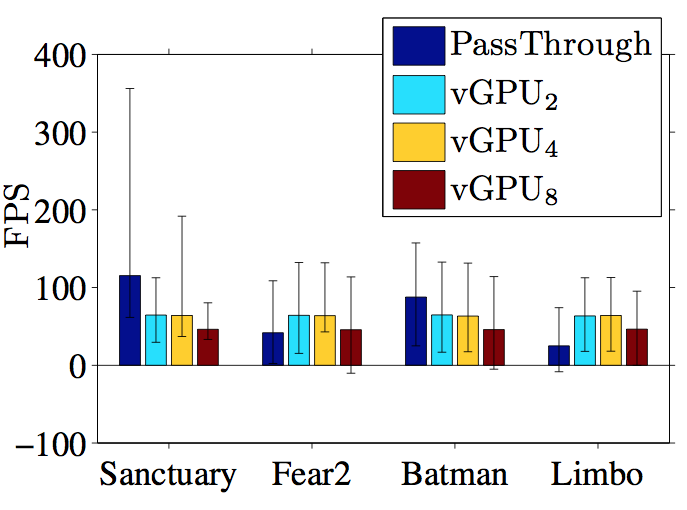 PassThrough
vGPU₂
vGPU₄
vGPU₈
FPS
400
300
200
100
0
−100
Sanctuary Fear2 Batman Limbo